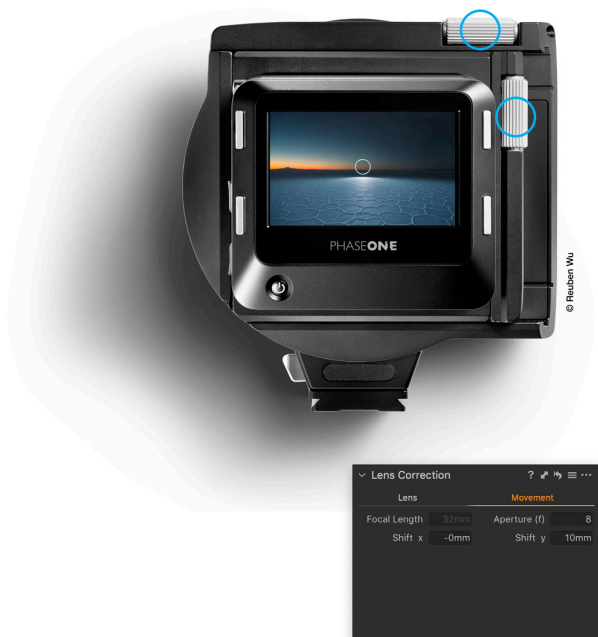 PHASEONE
© Reuben Wu
Lens Correction ? ...
Lens Movement
Focal Length 32mm Aperture (f) 8
Shift x -0mm Shift y 10mm